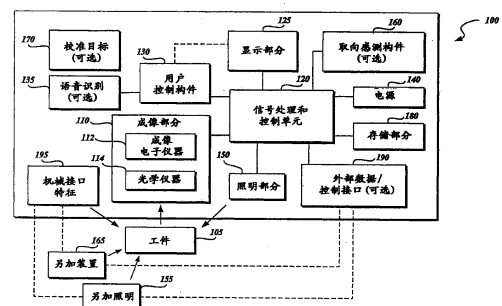 100
170
校准目标
(可选)
135
语音识别
(可选)
130
用户
控制构件
125
显示部分
160
取向感测构件
(可选)
120
信号处理和
控制单元
140
电源
180
存储部分
110
成像部分
112
成像
电子仪器
114
光学仪器
150
照明部分
190
外部数据/
控制接口(可选)
195
机械接口
特征
工件
105
165
另加装置
155
另加照明